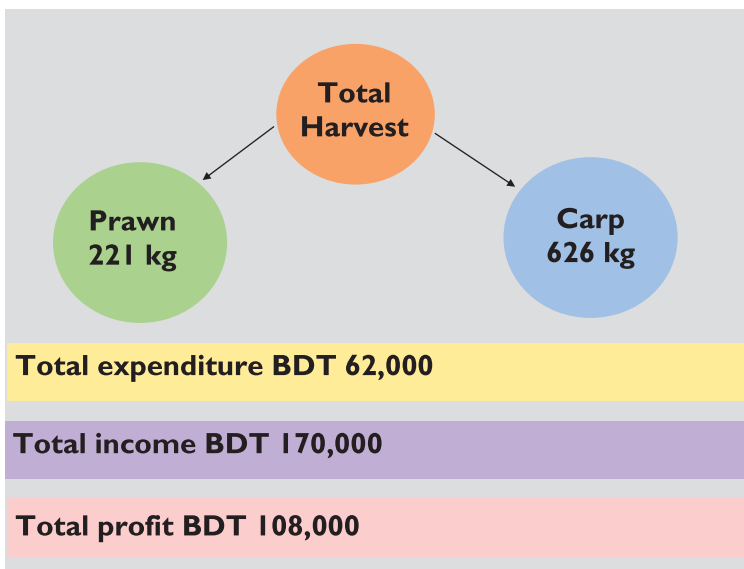 Total
Harvest
Prawn
221 kg
Carp
626 kg
Total expenditure BDT 62,000
Total income BDT 170,000
Total profit BDT 108,000